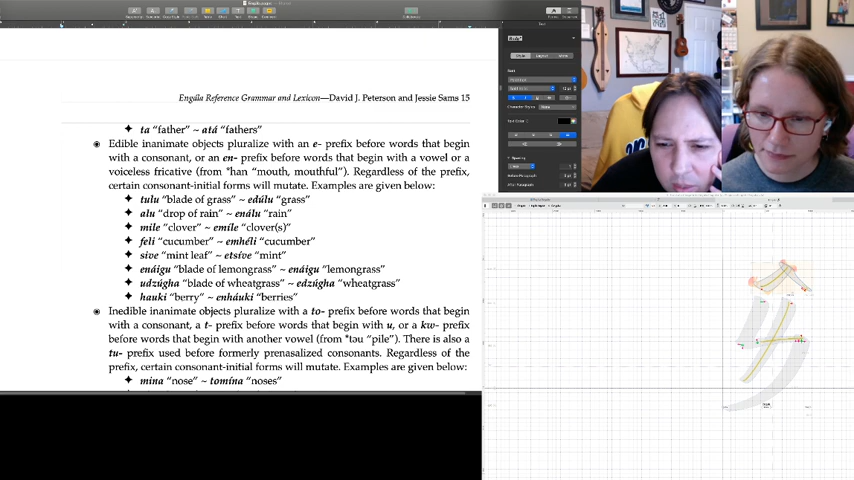 Engála Reference Grammar and Lexicon—David J. Peterson and Jessie Sams 15
✦ ta “father” ~ atá “fathers”
Edible inanimate objects pluralize with an e- prefix before words that begin
with a consonant, or an en- prefix before words that begin with a vowel or a
voiceless fricative (from *han “mouth, mouthful”). Regardless of the prefix,
certain consonant-initial forms will mutate. Examples are given below:
✦ tulu “blade of grass” ~ edúlu “grass”
✦ alu “drop of rain” ~ enálu “rain”
✦ mile “clover” ~ emíle “clover(s)”
✦ feli “cucumber” ~ emhéli “cucumber”
✦ sive “mint leaf” ~ etsíve “mint”
✦ enáigu “blade of lemongrass” ~ enáigu “lemongrass”
✦ udzúgha “blade of wheatgrass” ~ edzúgha “wheatgrass”
✦ hauki “berry” ~ enháuki “berries”
Inedible inanimate objects pluralize with a to- prefix before words that begin
with a consonant, a t- prefix before words that begin with u, or a kw- prefix
before words that begin with another vowel (from *təu “pile”). There is also a
tu- prefix used before formerly prenasalized consonants. Regardless of the
prefix, certain consonant-initial forms will mutate. Examples are given below:
✦ mina “nose” ~ tomína “noses”